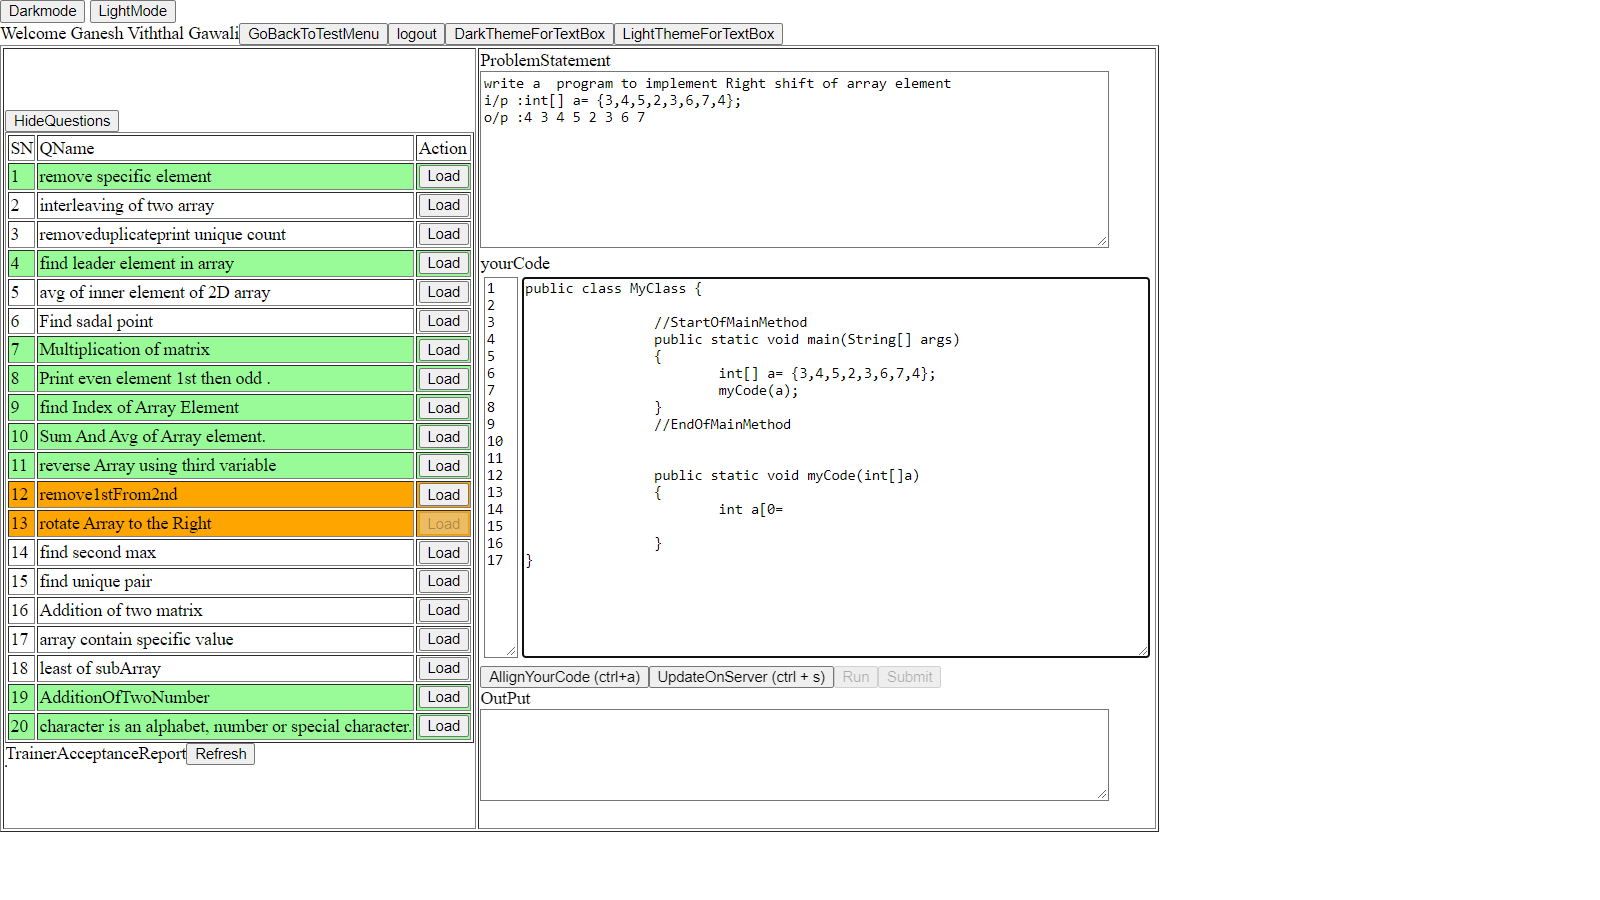 Darkmode LightMode
Welcome Ganesh Viththal Gawali GoBackToTestMenu logout DarkThemeForTextBox LightThemeForTextBox
HideQuestions
SN QName Action
1 remove specific element Load
2 interleaving of two array Load
3 removeduplicateprint unique count Load
4 find leader element in array Load
5 avg of inner element of 2D array Load
6 Find sadal point Load
7 Multiplication of matrix Load
8 Print even element 1st then odd . Load
9 find Index of Array Element Load
10 Sum And Avg of Array element. Load
11 reverse Array using third variable Load
12 remove1stFrom2nd Load
13 rotate Array to the Right Load
14 find second max Load
15 find unique pair Load
16 Addition of two matrix Load
17 array contain specific value Load
18 least of subArray Load
19 AdditionOfTwoNumber Load
20 character is an alphabet, number or special character. Load
TrainerAcceptanceReport Refresh
.
ProblemStatement
write a  program to implement Right shift of array element
i/p :int[] a= {3,4,5,2,3,6,7,4};
o/p :4 3 4 5 2 3 6 7
yourCode
1 public class MyClass {
2
3 //StartOfMainMethod
4 public static void main(String[] args)
5 {
6 int[] a= {3,4,5,2,3,6,7,4};
7 myCode(a);
8 }
9 //EndOfMainMethod
10
11
12 public static void myCode(int[]a)
13 {
14 int a[0=
15
16 }
17 }
AllignYourCode (ctrl+a) UpdateOnServer (ctrl + s) Run Submit
OutPut